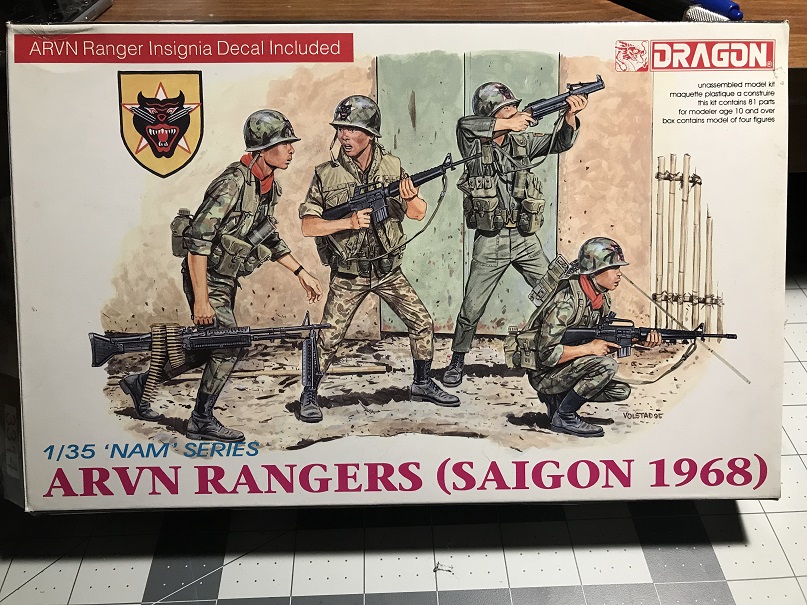 ARVN Ranger Insignia Decal Included
DRAGON
unassembled model kit
maquette plastique a construire
this kit contains 81 parts
for modeler age 10 and over
box contains model of four figures
VOLSTAD 95
1/35 'NAM' SERIES
ARVN RANGERS (SAIGON 1968)